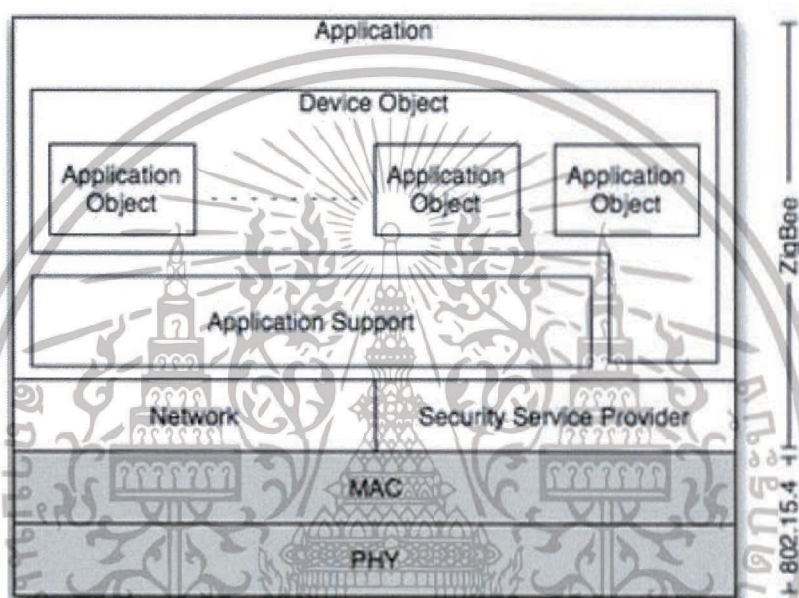 Application
Device Object
Application
Object
Application
Object
Application
Object
Application Support
Network
Security Service Provider
MAC
PHY
ZigBee
802.15.4